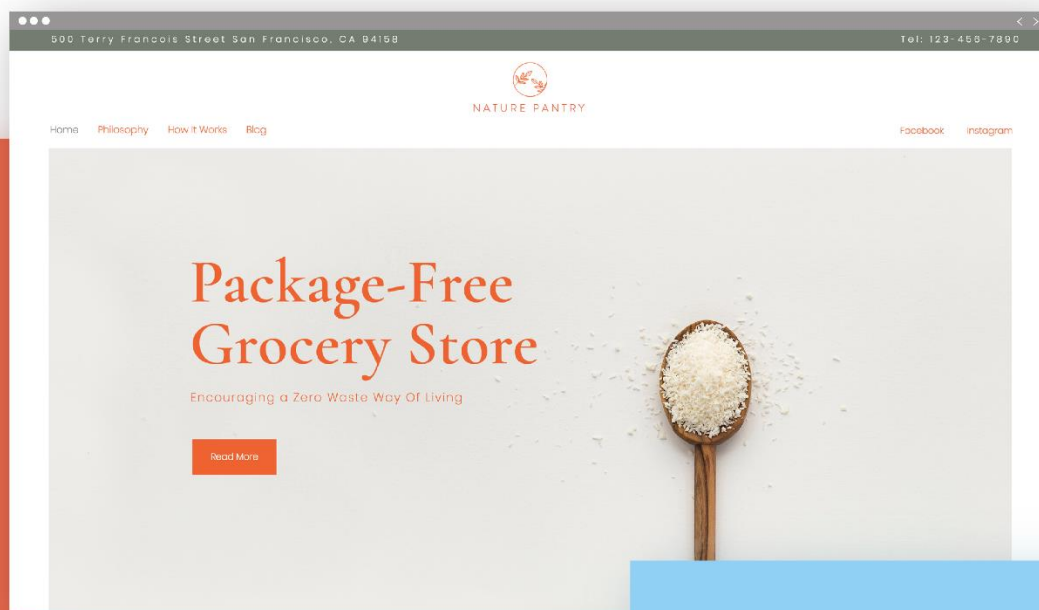 500 Terry Francois Street San Francisco, CA 94158
Tel: 123-456-7890
NATURE PANTRY
Home Philosophy How It Works Blog
Facebook Instagram
Package-Free
Grocery Store
Encouraging a Zero Waste Way Of Living
Read More